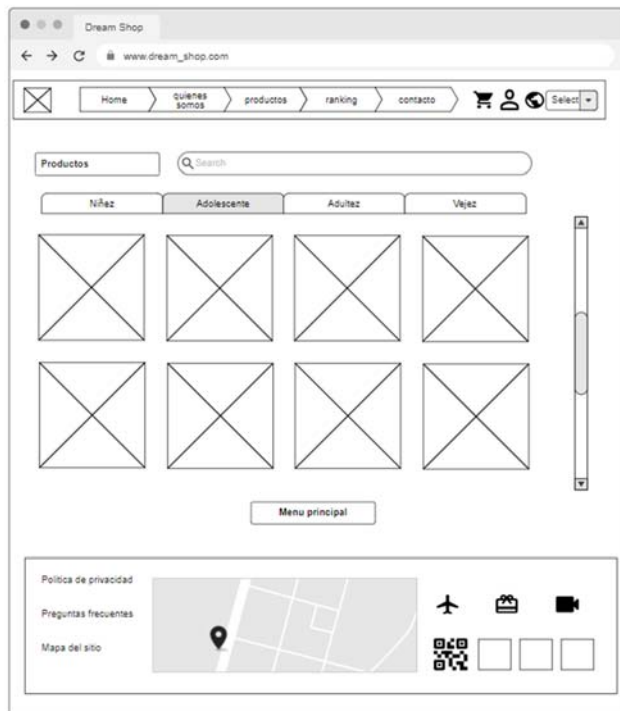 Dream Shop
www.dream_shop.com
Home
quienes
somos
productos
ranking
contacto
Select
Productos
Search
Niñez
Adolescente
Adultez
Vejez
Menu principal
Política de privacidad
Preguntas frecuentes
Mapa del sitio